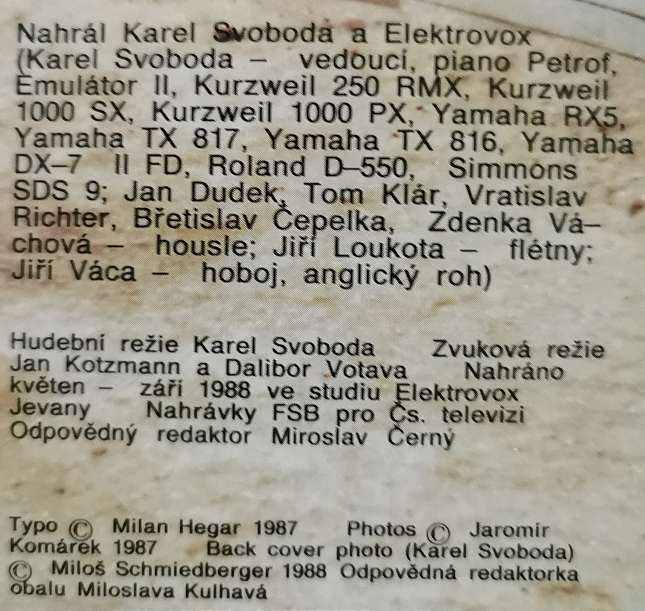 Nahrál Karel Svoboda a Elektrovox
(Karel Svoboda – vedoucí, piano Petrof,
Emulátor II, Kurzweil 250 RMX, Kurzweil
1000 SX, Kurzweil 1000 PX, Yamaha RX5,
Yamaha TX 817, Yamaha TX 816, Yamaha
DX–7 II FD, Roland D–550, Simmons
SDS 9; Jan Dudek, Tom Klár, Vratislav
Richter, Břetislav Čepelka, Zdenka Vá–
chová – housle; Jiří Loukota – flétny;
Jiří Váca – hoboj, anglický roh)
Hudební režie Karel Svoboda Zvuková režie
Jan Kotzmann a Dalibor Votava Nahráno
květen – září 1988 ve studiu Elektrovox
Jevany Nahrávky FSB pro Čs. televizi
Odpovědný redaktor Miroslav Černý
Typo © Milan Hegar 1987 Photos © Jaromír
Komárek 1987 Back cover photo (Karel Svoboda)
© Miloš Schmiedberger 1988 Odpovědná redaktorka
obalu Miloslava Kulhavá